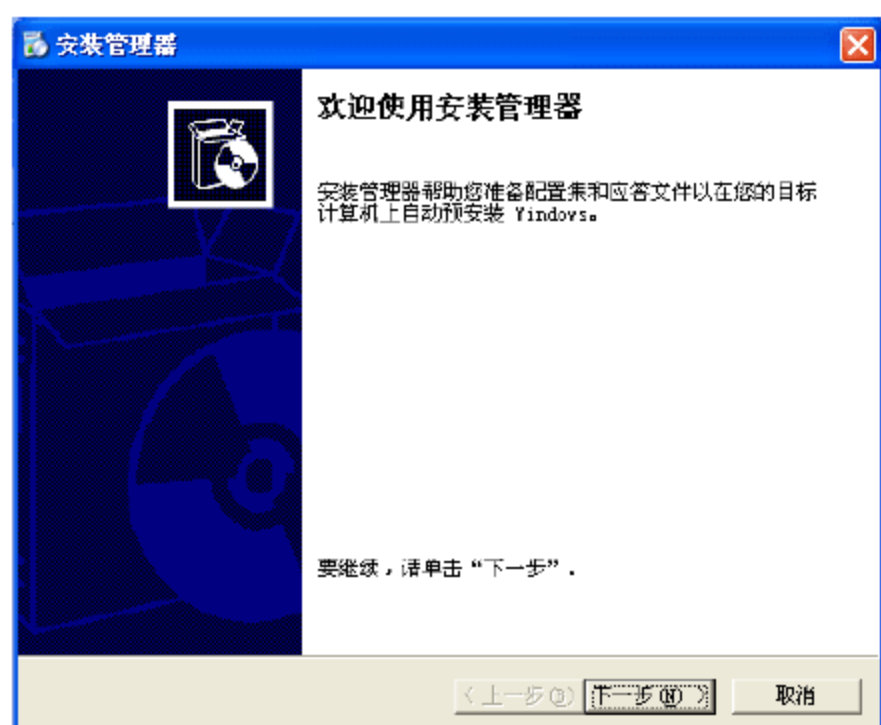 安装管理器
欢迎使用安装管理器
安装管理器帮助您准备配置集和应答文件以在您的目标
计算机上自动预安装 Windows。
要继续，请单击“下一步”.
< 上一步(B) 下一步(N) > 取消